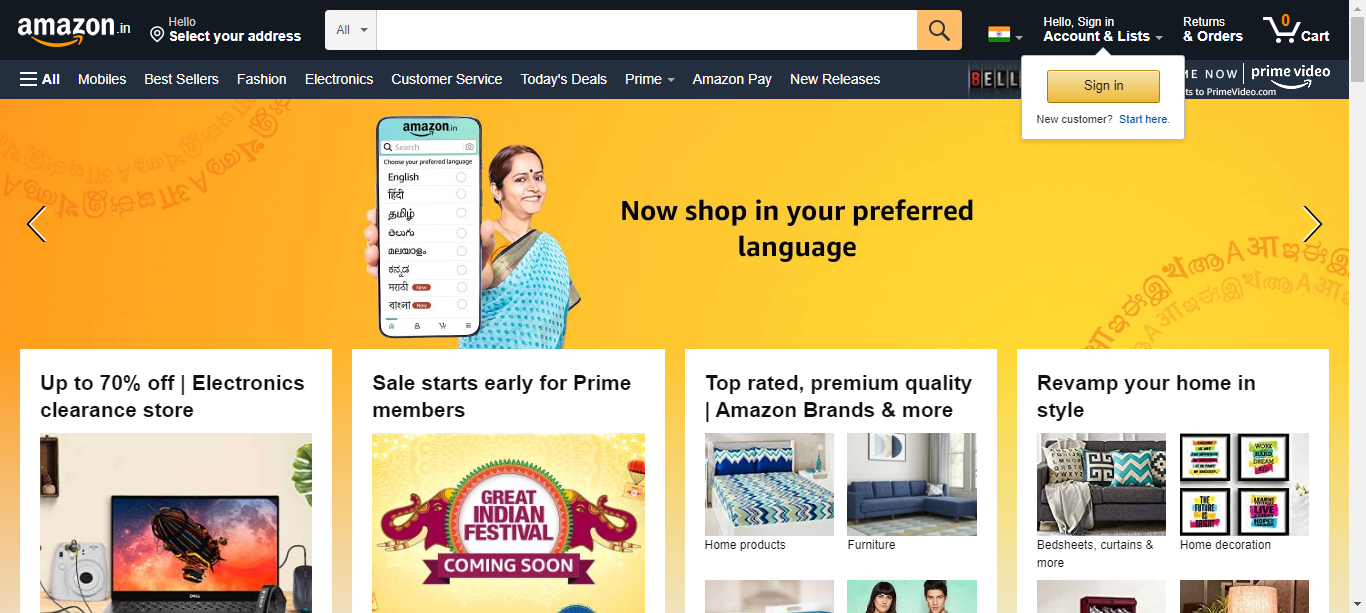 amazon.in
Hello
Select your address
All
Hello, Sign in
Account & Lists
Returns
& Orders
0
Cart
All
Mobiles
Best Sellers
Fashion
Electronics
Customer Service
Today's Deals
Prime
Amazon Pay
New Releases
BELL
ME NOW
prime video
ts to PrimeVideo.com
Sign in
New customer? Start here.
amazon.in
Search
Choose your preferred language
English
हिंदी
தமிழ்
తెలుగు
മലയാളം
ಕನ್ನಡ
मराठी New
বাংলা New
Now shop in your preferred
language
Up to 70% off | Electronics
clearance store
DELL
Sale starts early for Prime
members
GREAT
INDIAN
FESTIVAL
COMING SOON
Top rated, premium quality
| Amazon Brands & more
Home products
Furniture
Revamp your home in
style
WORK
HARD
DREAM
BIG
THE
FUTURE
IS
BRIGHT
Bedsheets, curtains &
more
Home decoration